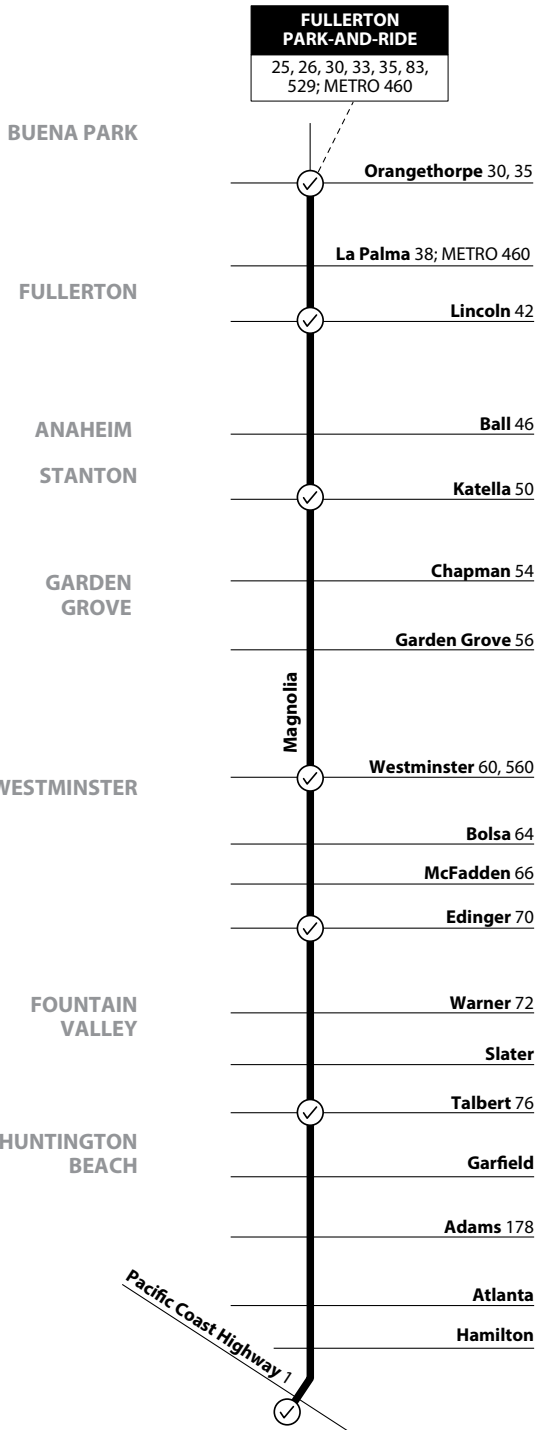 FULLERTON
PARK-AND-RIDE
25, 26, 30, 33, 35, 83,
529; METRO 460
BUENA PARK
Orangethorpe 30, 35
La Palma 38; METRO 460
FULLERTON
Lincoln 42
ANAHEIM
Ball 46
STANTON
Katella 50
Chapman 54
GARDEN
GROVE
Garden Grove 56
Magnolia
Westminster 60, 560
WESTMINSTER
Bolsa 64
McFadden 66
Edinger 70
FOUNTAIN
VALLEY
Warner 72
Slater
Talbert 76
HUNTINGTON
BEACH
Garfield
Adams 178
Atlanta
Pacific Coast Highway 1
Hamilton